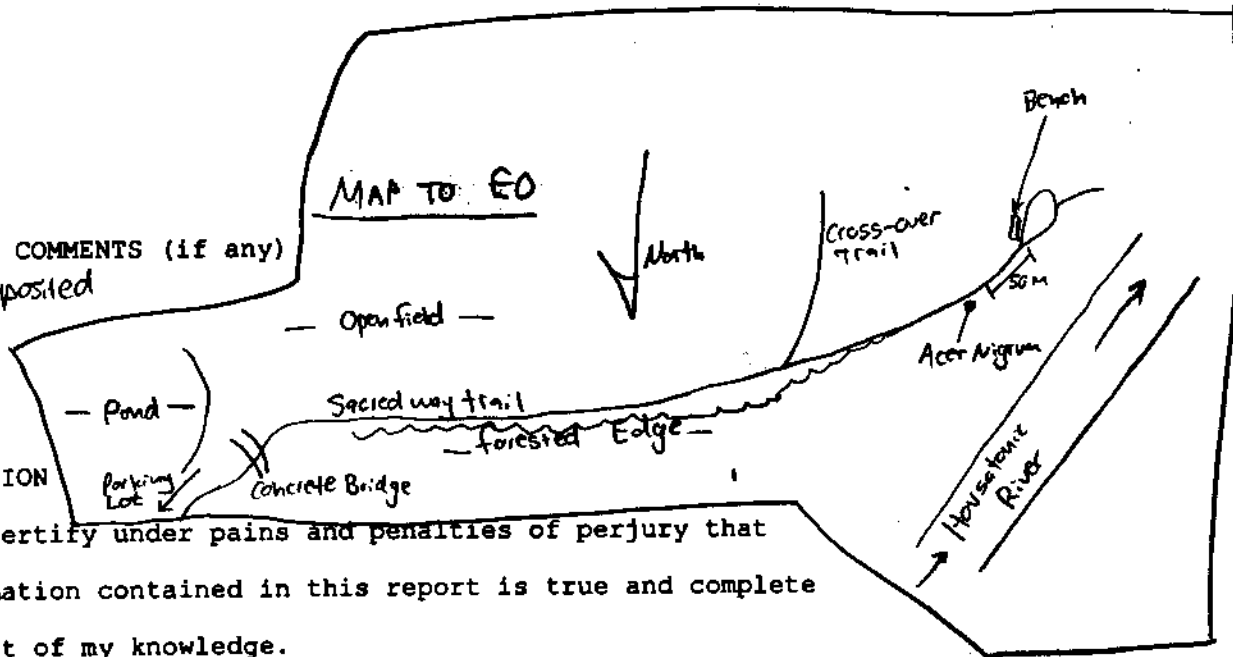 Bench
MAP TO EO
North
Cross-over
trail
COMMENTS (if any)
posited
— Open field —
50m
Acer Nigrum
— Pond —
Sacred way trail
— forested Edge —
Parking
Lot
Concrete Bridge
Housatonic
River
ION
ertify under pains and penalties of perjury that
ation contained in this report is true and complete
t of my knowledge.